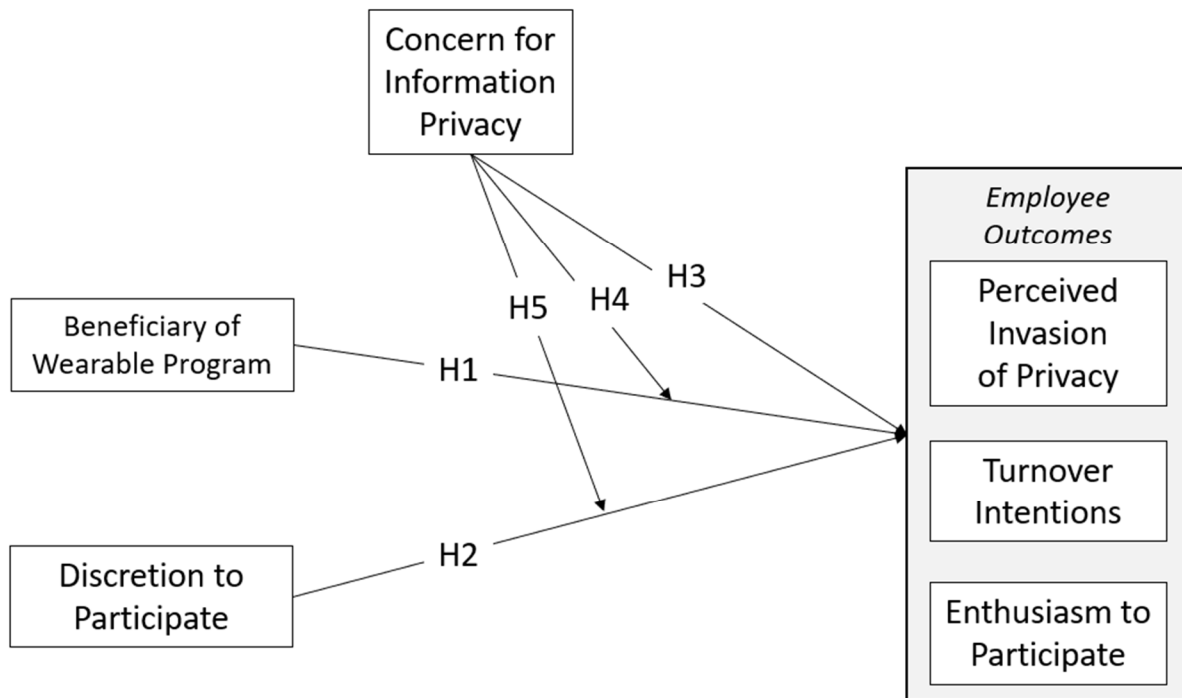 Concern for
Information
Privacy
Employee
Outcomes
H3
H4
H5
Perceived
Invasion
of Privacy
Beneficiary of
Wearable Program
H1
Turnover
Intentions
H2
Discretion to
Participate
Enthusiasm to
Participate